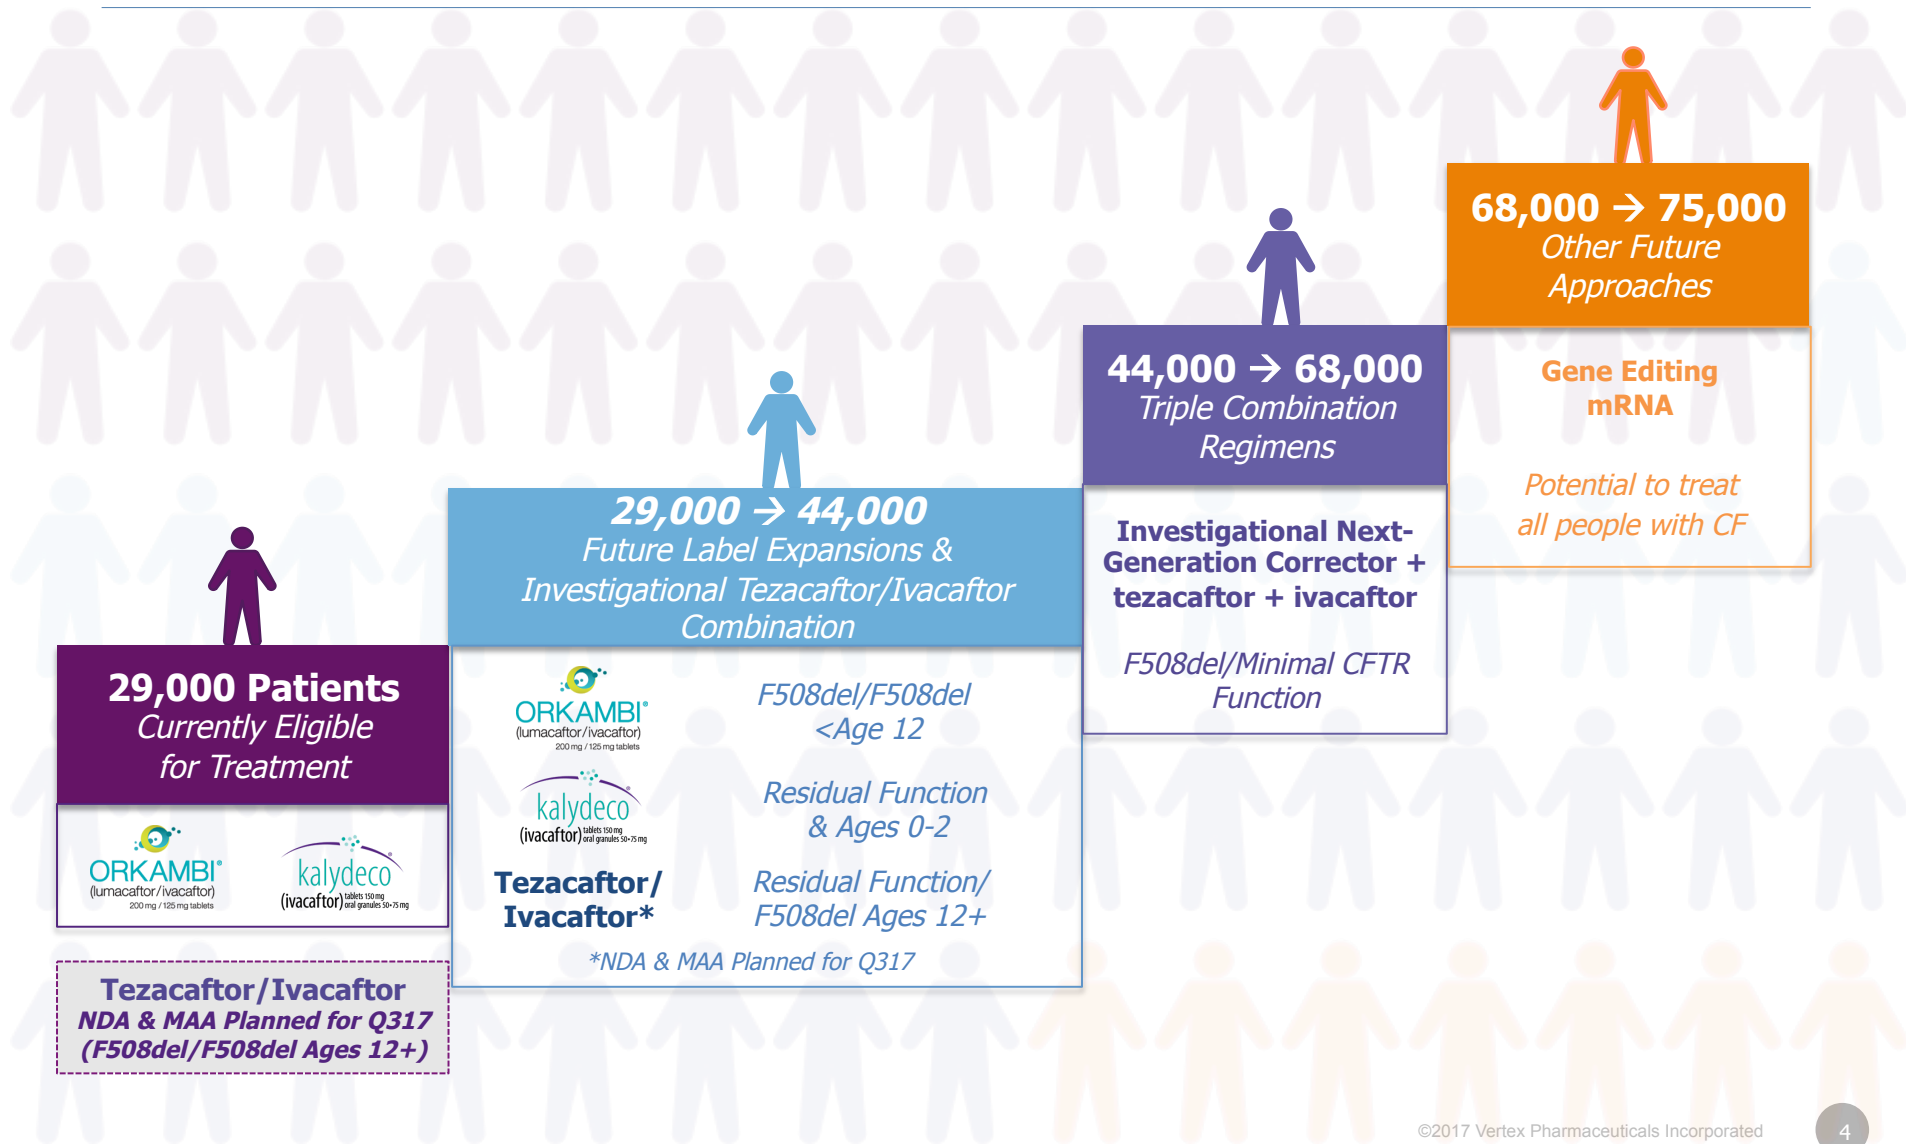 29,000 Patients
Currently Eligible
for Treatment
ORKAMBI®
(lumacaftor/ivacaftor)
200 mg / 125 mg tablets
kalydeco
(ivacaftor) tablets 150 mg
oral granules 50•75 mg
Tezacaftor/Ivacaftor
NDA & MAA Planned for Q317
(F508del/F508del Ages 12+)
29,000 → 44,000
Future Label Expansions &
Investigational Tezacaftor/Ivacaftor
Combination
ORKAMBI®
(lumacaftor/ivacaftor)
200 mg / 125 mg tablets
F508del/F508del
<Age 12
kalydeco
(ivacaftor) tablets 150 mg
oral granules 50•75 mg
Residual Function
& Ages 0-2
Tezacaftor/
Ivacaftor*
Residual Function/
F508del Ages 12+
*NDA & MAA Planned for Q317
44,000 → 68,000
Triple Combination
Regimens
Investigational Next-
Generation Corrector +
tezacaftor + ivacaftor
F508del/Minimal CFTR
Function
68,000 → 75,000
Other Future
Approaches
Gene Editing
mRNA
Potential to treat
all people with CF
©2017 Vertex Pharmaceuticals Incorporated
4